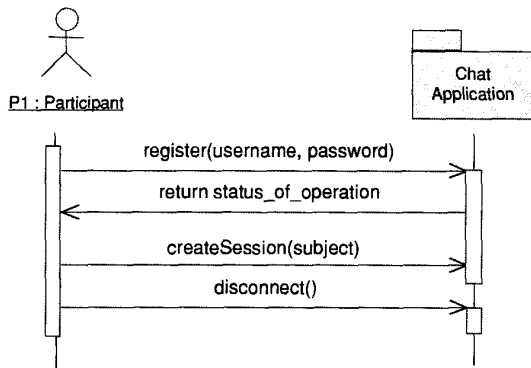 P1 : Participant
Chat
Application
register(username, password)
return status_of_operation
createSession(subject)
disconnect()